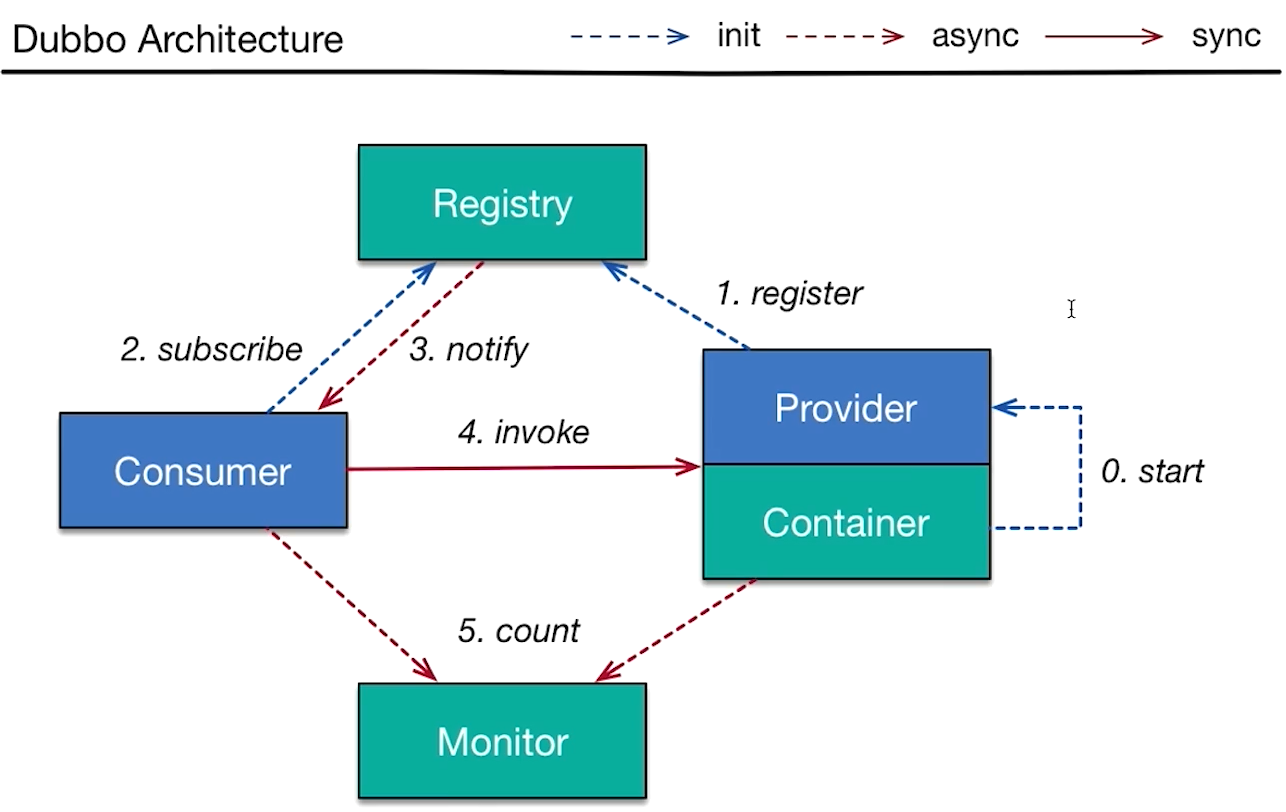 Dubbo Architecture
init
async
sync
Registry
1. register
2. subscribe
3. notify
Provider
4. invoke
Consumer
0. start
Container
5. count
Monitor